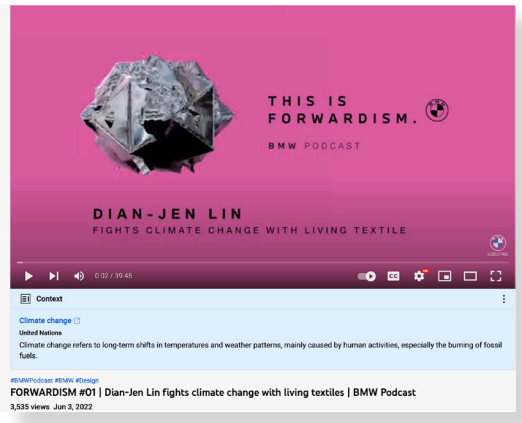 THIS IS
FORWARDISM.
BMW
BMW PODCAST
DIAN-JEN LIN
FIGHTS CLIMATE CHANGE WITH LIVING TEXTILE
SUBSCRIBE
0:02 / 39:45
CC
Context
Climate change
United Nations
Climate change refers to long-term shifts in temperatures and weather patterns, mainly caused by human activities, especially the burning of fossil
fuels.
#BMWPodcast #BMW #Design
FORWARDISM #01 | Dian-Jen Lin fights climate change with living textiles | BMW Podcast
3,535 views Jun 3, 2022